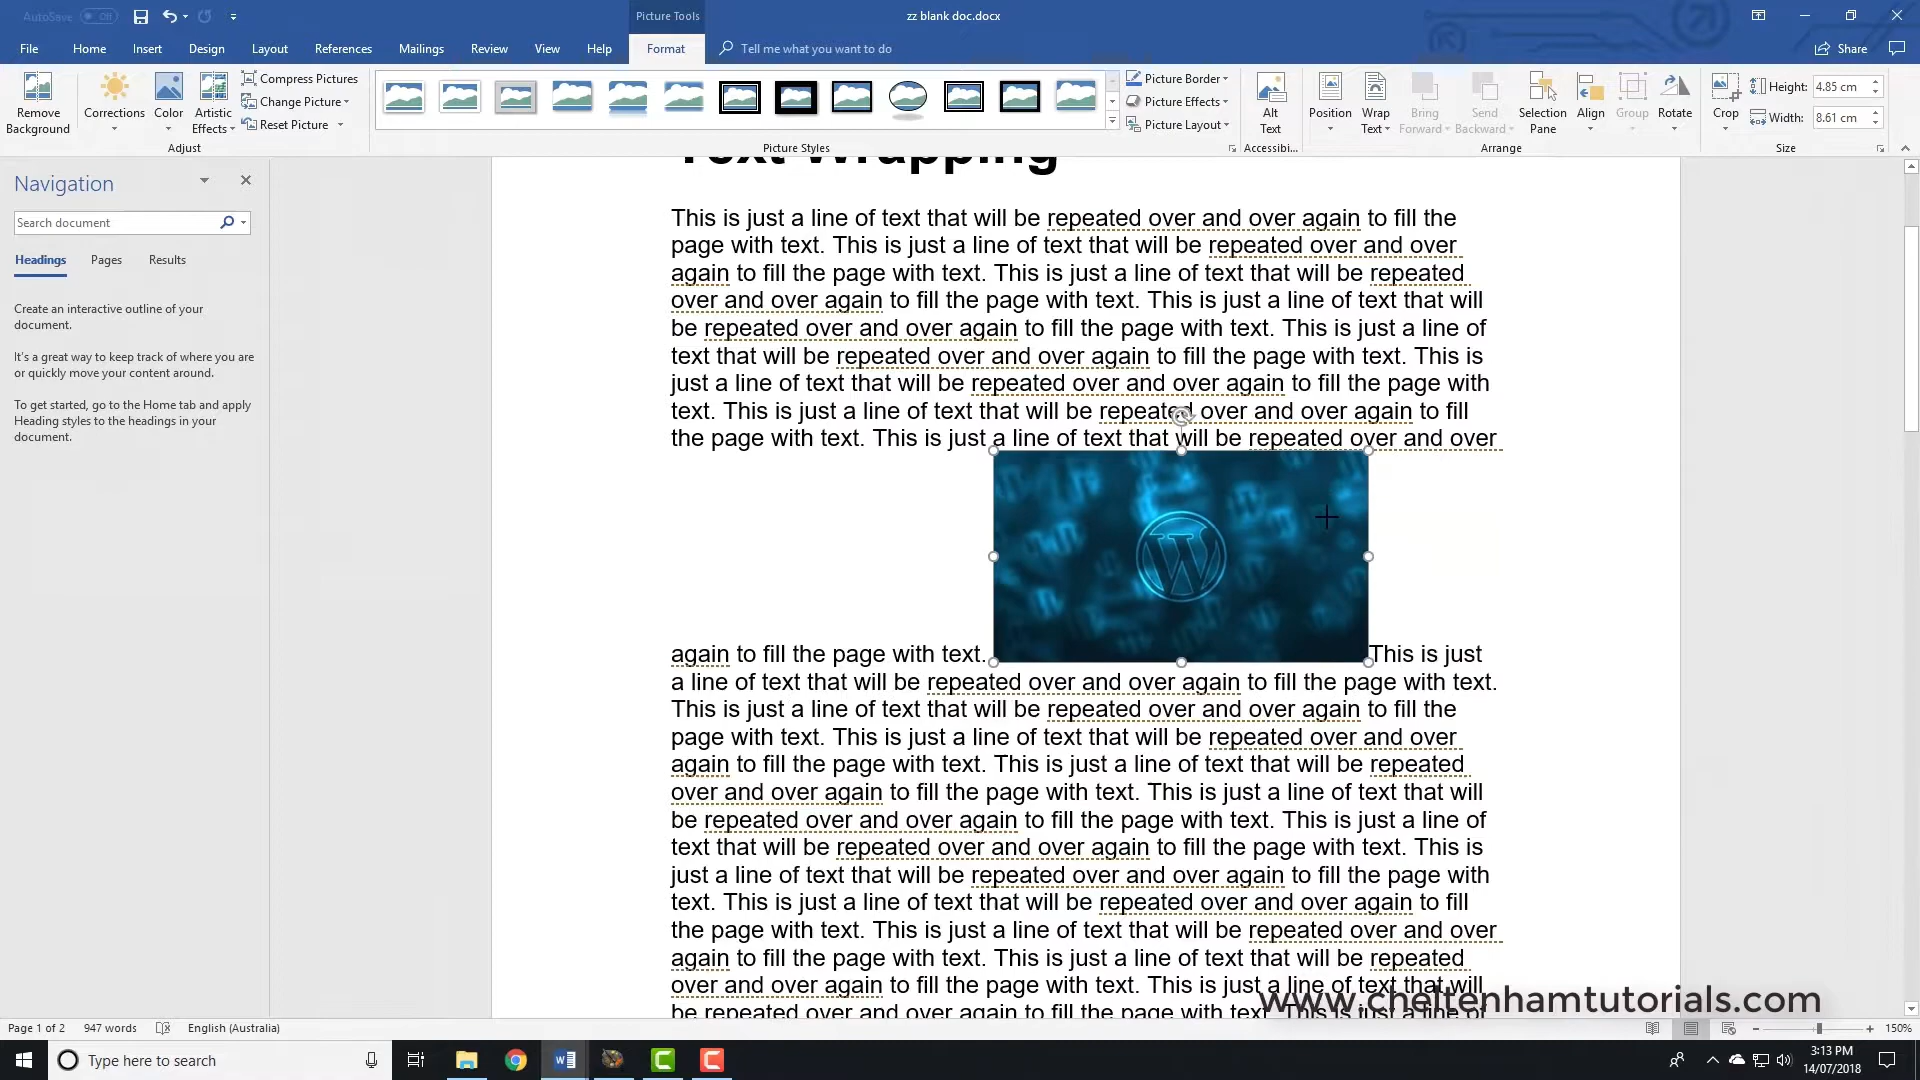 AutoSave Off
Picture Tools
zz blank doc.docx
File Home Insert Design Layout References Mailings Review View Help Format Tell me what you want to do Share
Remove Background
Corrections
Color
Artistic Effects
Compress Pictures
Change Picture
Reset Picture
Adjust
Picture Styles
Picture Border
Picture Effects
Picture Layout
Alt Text
Accessibi...
Position
Wrap Text
Bring Forward
Send Backward
Selection Pane
Align
Group
Rotate
Arrange
Crop
Height: 4.85 cm
Width: 8.61 cm
Size
Navigation
Search document
Headings Pages Results
Create an interactive outline of your
document.
It's a great way to keep track of where you are
or quickly move your content around.
To get started, go to the Home tab and apply
Heading styles to the headings in your
document.
Text Wrapping
This is just a line of text that will be repeated over and over again to fill the
page with text. This is just a line of text that will be repeated over and over
again to fill the page with text. This is just a line of text that will be repeated
over and over again to fill the page with text. This is just a line of text that will
be repeated over and over again to fill the page with text. This is just a line of
text that will be repeated over and over again to fill the page with text. This is
just a line of text that will be repeated over and over again to fill the page with
text. This is just a line of text that will be repeated over and over again to fill
the page with text. This is just a line of text that will be repeated over and over
again to fill the page with text. This is just
a line of text that will be repeated over and over again to fill the page with text.
This is just a line of text that will be repeated over and over again to fill the
page with text. This is just a line of text that will be repeated over and over
again to fill the page with text. This is just a line of text that will be repeated
over and over again to fill the page with text. This is just a line of text that will
be repeated over and over again to fill the page with text. This is just a line of
text that will be repeated over and over again to fill the page with text. This is
just a line of text that will be repeated over and over again to fill the page with
text. This is just a line of text that will be repeated over and over again to fill
the page with text. This is just a line of text that will be repeated over and over
again to fill the page with text. This is just a line of text that will be repeated
over and over again to fill the page with text. This is just a line of text that will
be repeated over and over again to fill the page with text. This is just a line of
www.cheltenhamtutorials.com
Page 1 of 2 947 words English (Australia) 150%
Type here to search
3:13 PM
14/07/2018